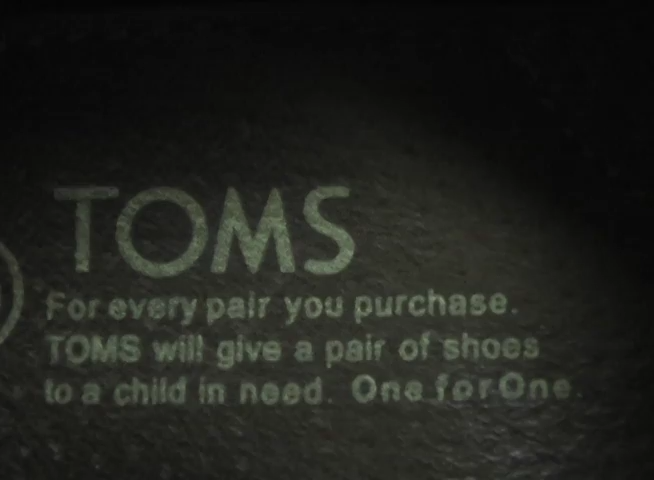 TOMS
For every pair you purchase.
TOMS will give a pair of shoes
to a child in need. One for One.